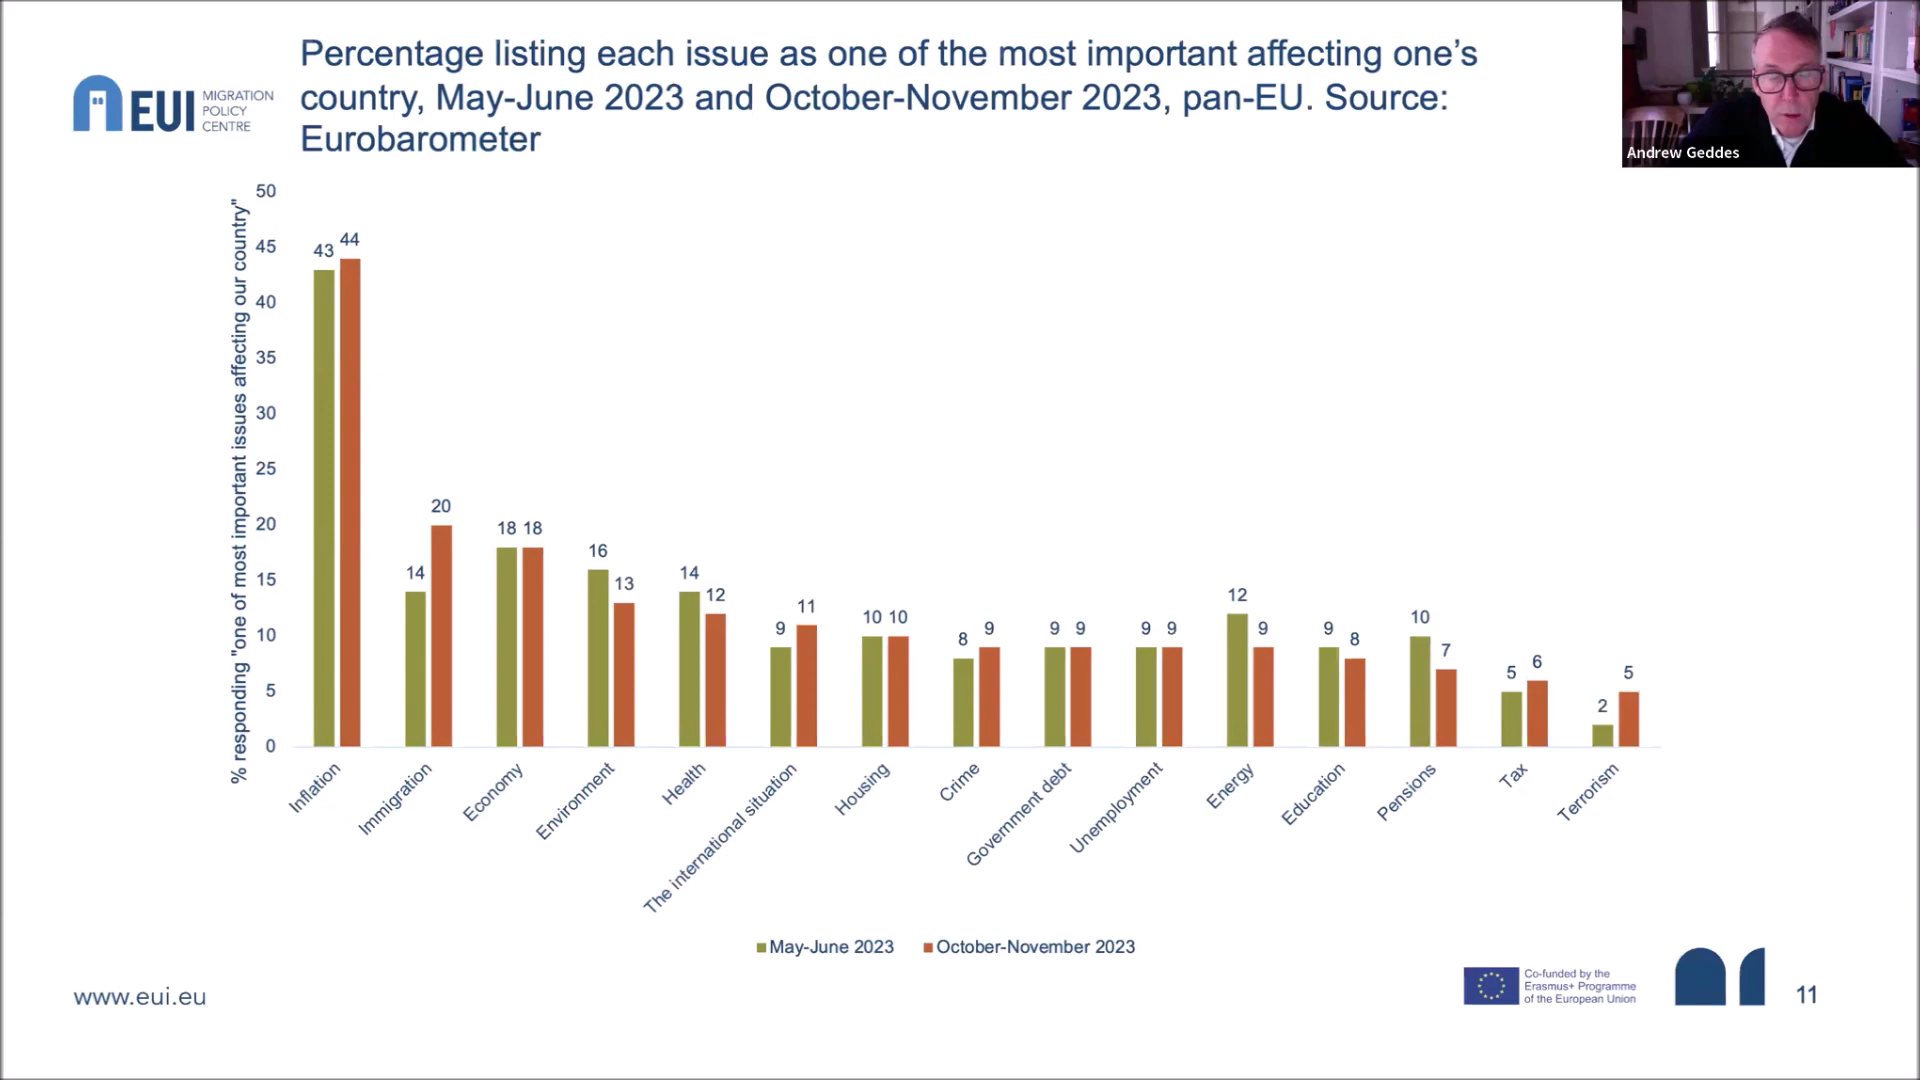 Percentage listing each issue as one of the most important affecting one's
country, May-June 2023 and October-November 2023, pan-EU. Source:
Eurobarometer
EUI
MIGRATION
POLICY
CENTRE
Andrew Geddes
% responding "one of most important issues affecting our country"
50
45
40
35
30
25
20
15
10
5
0
43 44
14 20
18 18
16 13
14 12
9 11
10 10
8 9
9 9
9 9
12 9
9 8
10 7
5 6
2 5
Inflation
Immigration
Economy
Environment
Health
The international situation
Housing
Crime
Government debt
Unemployment
Energy
Education
Pensions
Tax
Terrorism
May-June 2023 October-November 2023
www.eui.eu
Co-funded by the
Erasmus+ Programme
of the European Union
11